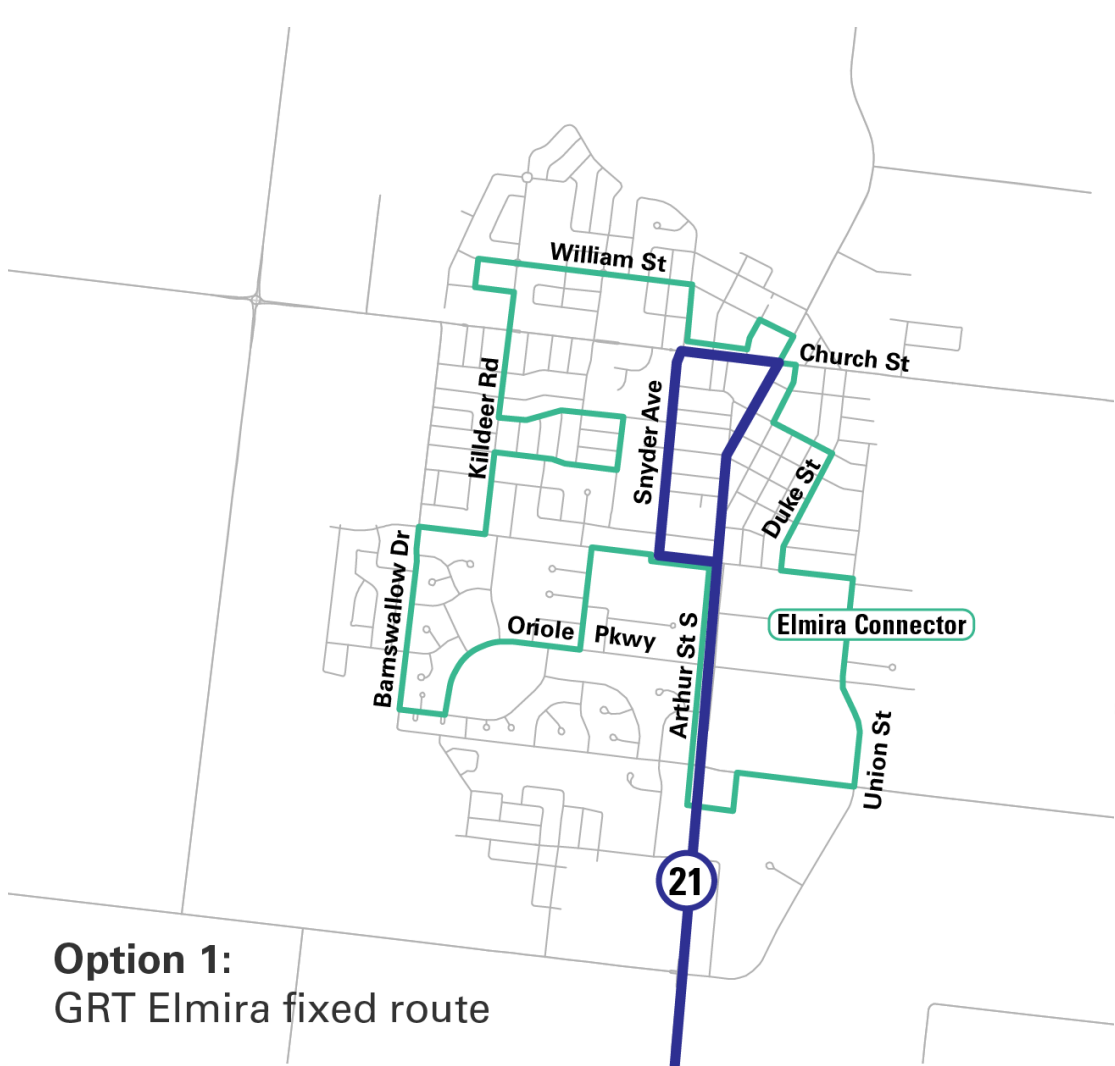 William St
Church St
Killdeer Rd
Snyder Ave
Duke St
Barnswallow Dr
Oriole Pkwy
Elmira Connector
Arthur St S
Union St
21
Option 1:
GRT Elmira fixed route